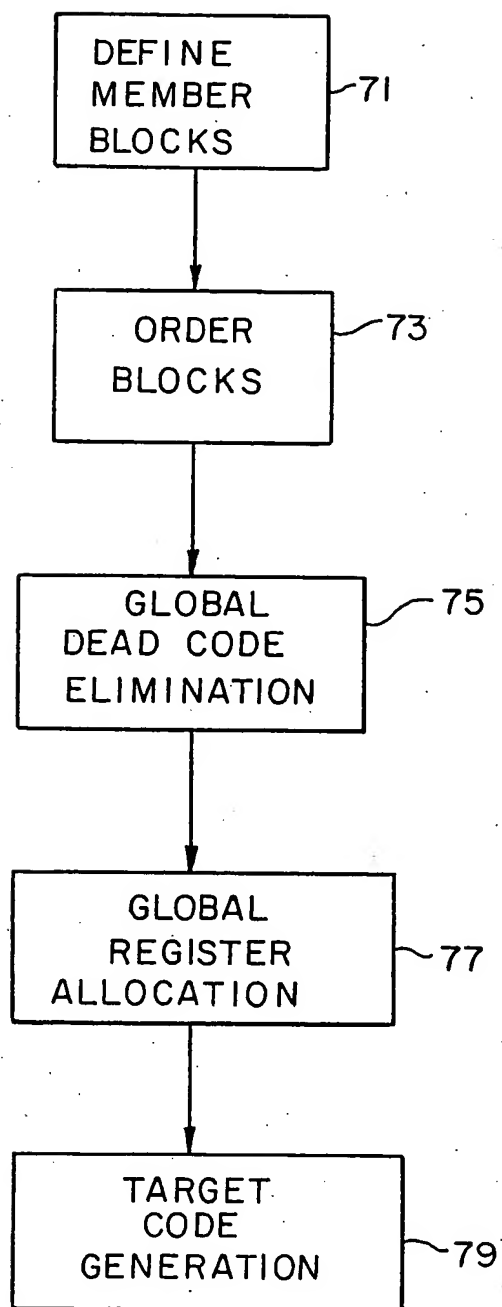 DEFINE
MEMBER
BLOCKS
71
ORDER
BLOCKS
73
GLOBAL
DEAD CODE
ELIMINATION
75
GLOBAL
REGISTER
ALLOCATION
77
TARGET
CODE
GENERATION
79